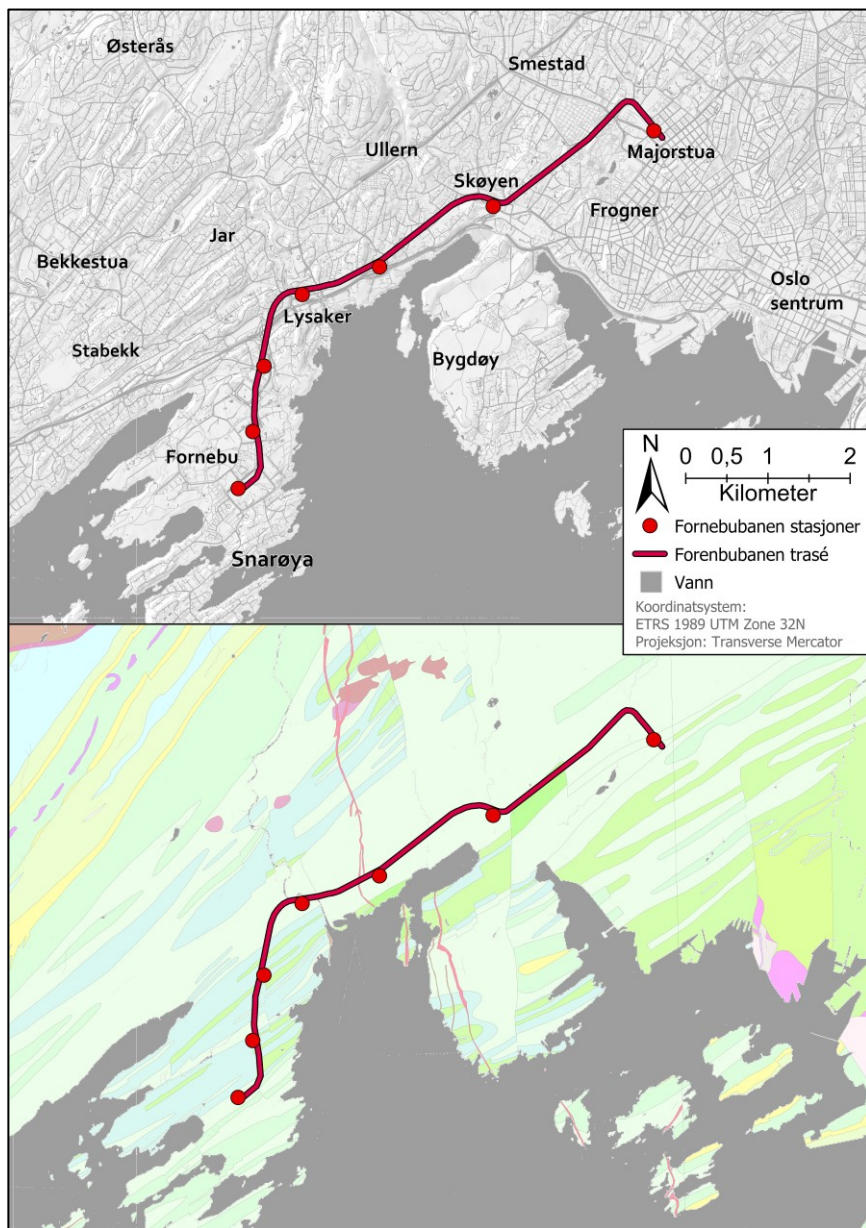 Østerås
Smestad
Ullern
Majorstua
Skøyen
Frogner
Jar
Bekkestua
Oslo
sentrum
Lysaker
Stabekk
Bygdøy
Fornebu
Snarøya
N
0 0,5 1 2
Kilometer
Fornebubanen stasjoner
Forenbubanen trasé
Vann
Koordinatsystem:
ETRS 1989 UTM Zone 32N
Projeksjon: Transverse Mercator